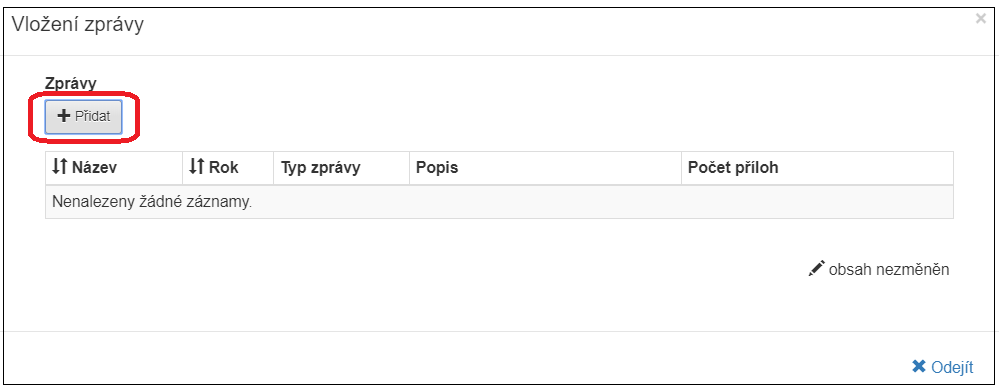 Vložení zprávy
Zprávy
Přidat
Název Rok Typ zprávy Popis Počet příloh
Nenalezeny žádné záznamy.
obsah nezměněn
Odejít